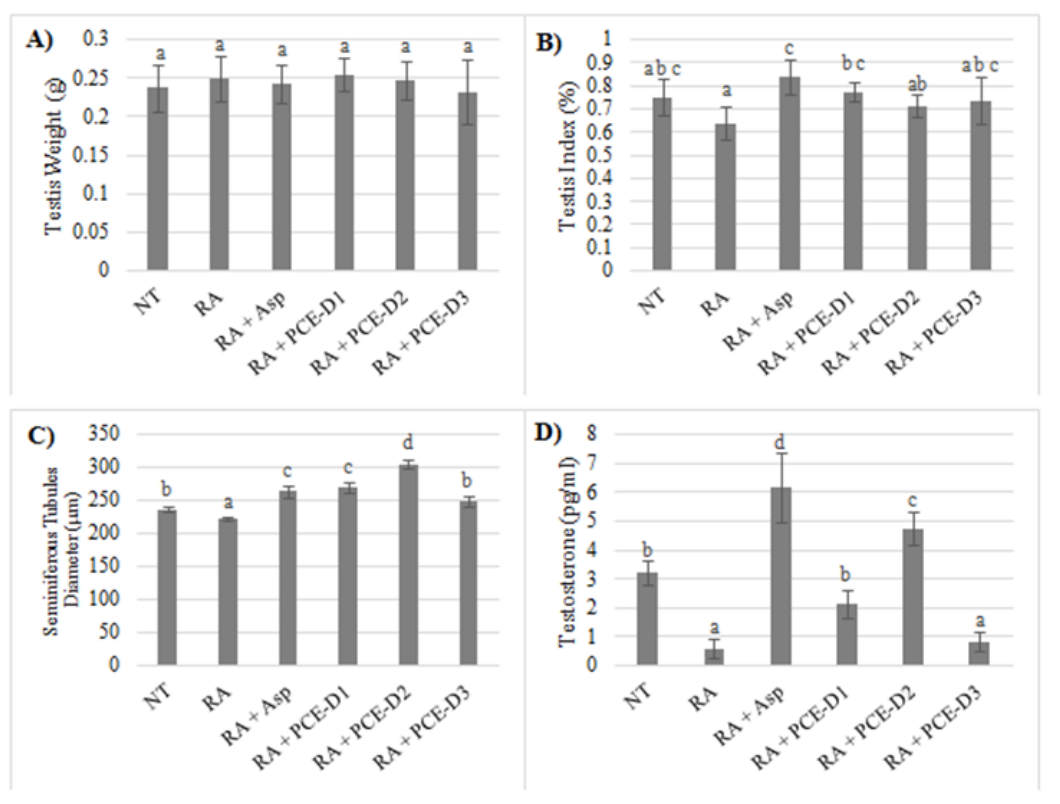 A)
Testis Weight (g)
0.3
0.25
0.2
0.15
0.1
0.05
0
a a a a a a
NT RA RA + Asp RA + PCE-D1 RA + PCE-D2 RA + PCE-D3
B)
Testis Index (%)
1
0.9
0.8
0.7
0.6
0.5
0.4
0.3
0.2
0.1
0
a b c a c b c ab a b c
NT RA RA + Asp RA + PCE-D1 RA + PCE-D2 RA + PCE-D3
C)
Seminiferous Tubules
Diameter (µm)
350
300
250
200
150
100
50
0
b a c c d b
NT RA RA + Asp RA + PCE-D1 RA + PCE-D2 RA + PCE-D3
D)
Testosterone (pg/ml)
8
7
6
5
4
3
2
1
0
b a d b c a
NT RA RA + Asp RA + PCE-D1 RA + PCE-D2 RA + PCE-D3